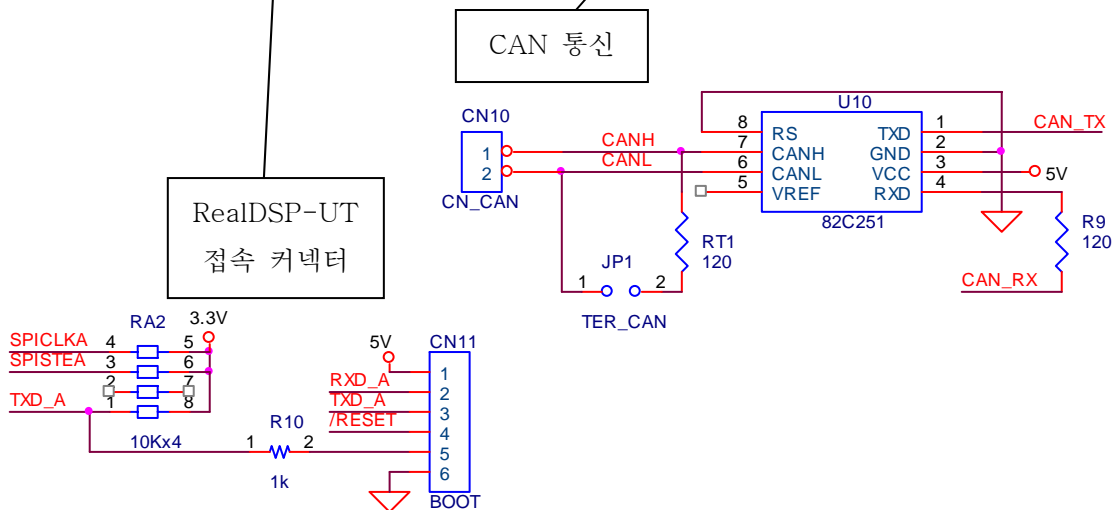 CAN 통신
CN10
1
2
CN_CAN
CANH
CANL
U10
8 RS TXD 1 CAN_TX
7 CANH GND 2
6 CANL VCC 3 5V
5 VREF RXD 4
82C251
RT1
120
R9
120
JP1
1 2
TER_CAN
CAN_RX
RealDSP-UT
접속 커넥터
RA2 3.3V
SPICLKA 4 5
SPISTEA 3 6
2 7
TXD_A 1 8
10Kx4
R10
1 2
1k
5V CN11
1
RXD_A 2
TXD_A 3
/RESET 4
5
6
BOOT